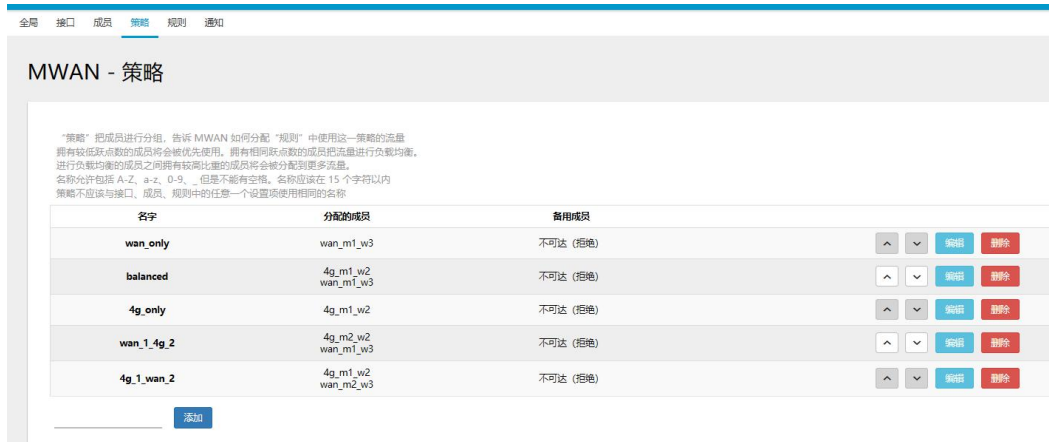 全局 接口 成员 策略 规则 通知
MWAN - 策略
“策略”把成员进行分组，告诉 MWAN 如何分配“规则”中使用这一策略的流量
拥有较低跃点数的成员将会被优先使用。拥有相同跃点数的成员把流量进行负载均衡。
进行负载均衡的成员之间拥有较高比重的成员将会被分配到更多流量。
名称允许包括 A-Z、a-z、0-9、_ 但是不能有空格。名称应该在 15 个字符以内
策略不应该与接口、成员、规则中的任意一个设置项使用相同的名称
名字 分配的成员 备用成员
wan_only wan_m1_w3 不可达（拒绝） 编辑 删除
balanced 4g_m1_w2 不可达（拒绝） 编辑 删除
wan_m1_w3
4g_only 4g_m1_w2 不可达（拒绝） 编辑 删除
wan_1_4g_2 4g_m2_w2 不可达（拒绝） 编辑 删除
wan_m1_w3
4g_1_wan_2 4g_m1_w2 不可达（拒绝） 编辑 删除
wan_m2_w3
添加